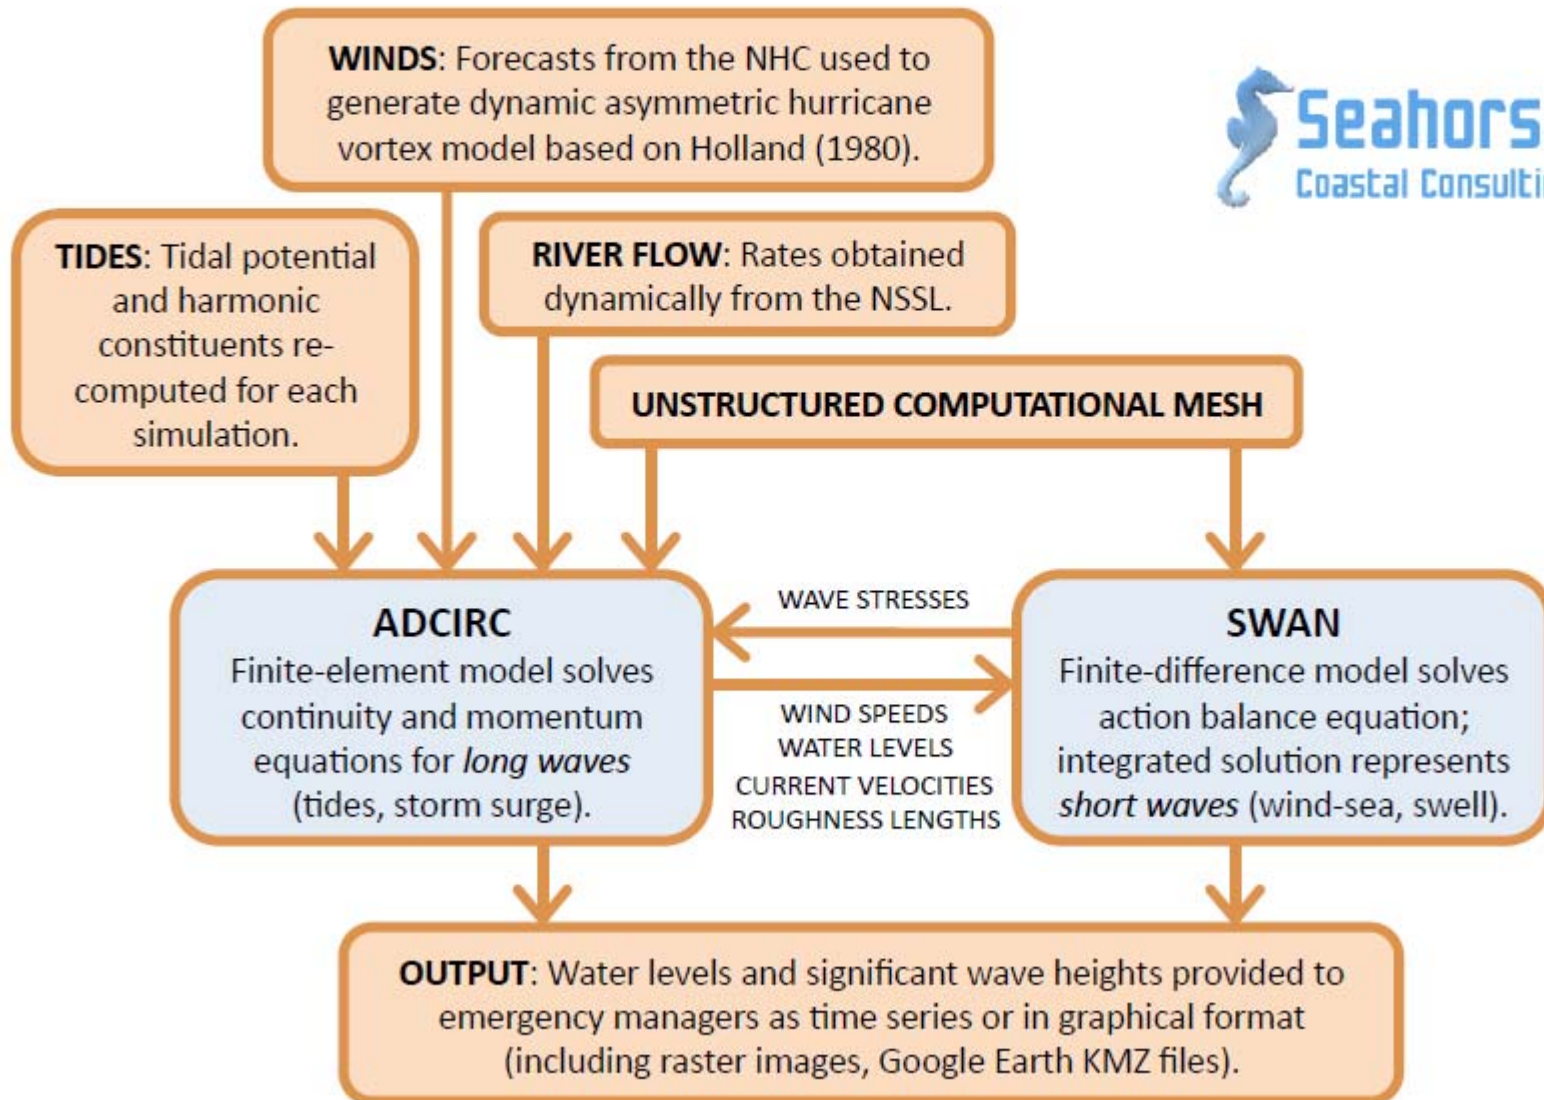 WINDS: Forecasts from the NHC used to
generate dynamic asymmetric hurricane
vortex model based on Holland (1980).
Seahors
Coastal Consulti
TIDES: Tidal potential
and harmonic
constituents re-
computed for each
simulation.
RIVER FLOW: Rates obtained
dynamically from the NSSL.
UNSTRUCTURED COMPUTATIONAL MESH
ADCIRC
Finite-element model solves
continuity and momentum
equations for long waves
(tides, storm surge).
WAVE STRESSES
WIND SPEEDS
WATER LEVELS
CURRENT VELOCITIES
ROUGHNESS LENGTHS
SWAN
Finite-difference model solves
action balance equation;
integrated solution represents
short waves (wind-sea, swell).
OUTPUT: Water levels and significant wave heights provided to
emergency managers as time series or in graphical format
(including raster images, Google Earth KMZ files).